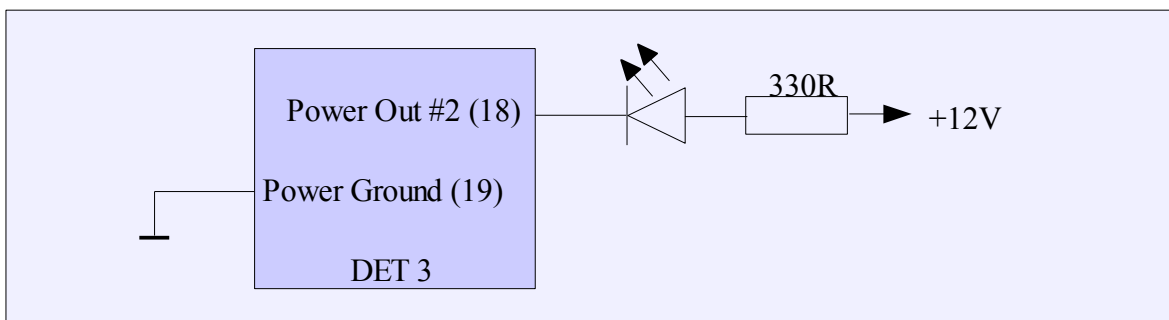 330R
Power Out #2 (18)
+12V
Power Ground (19)
DET 3